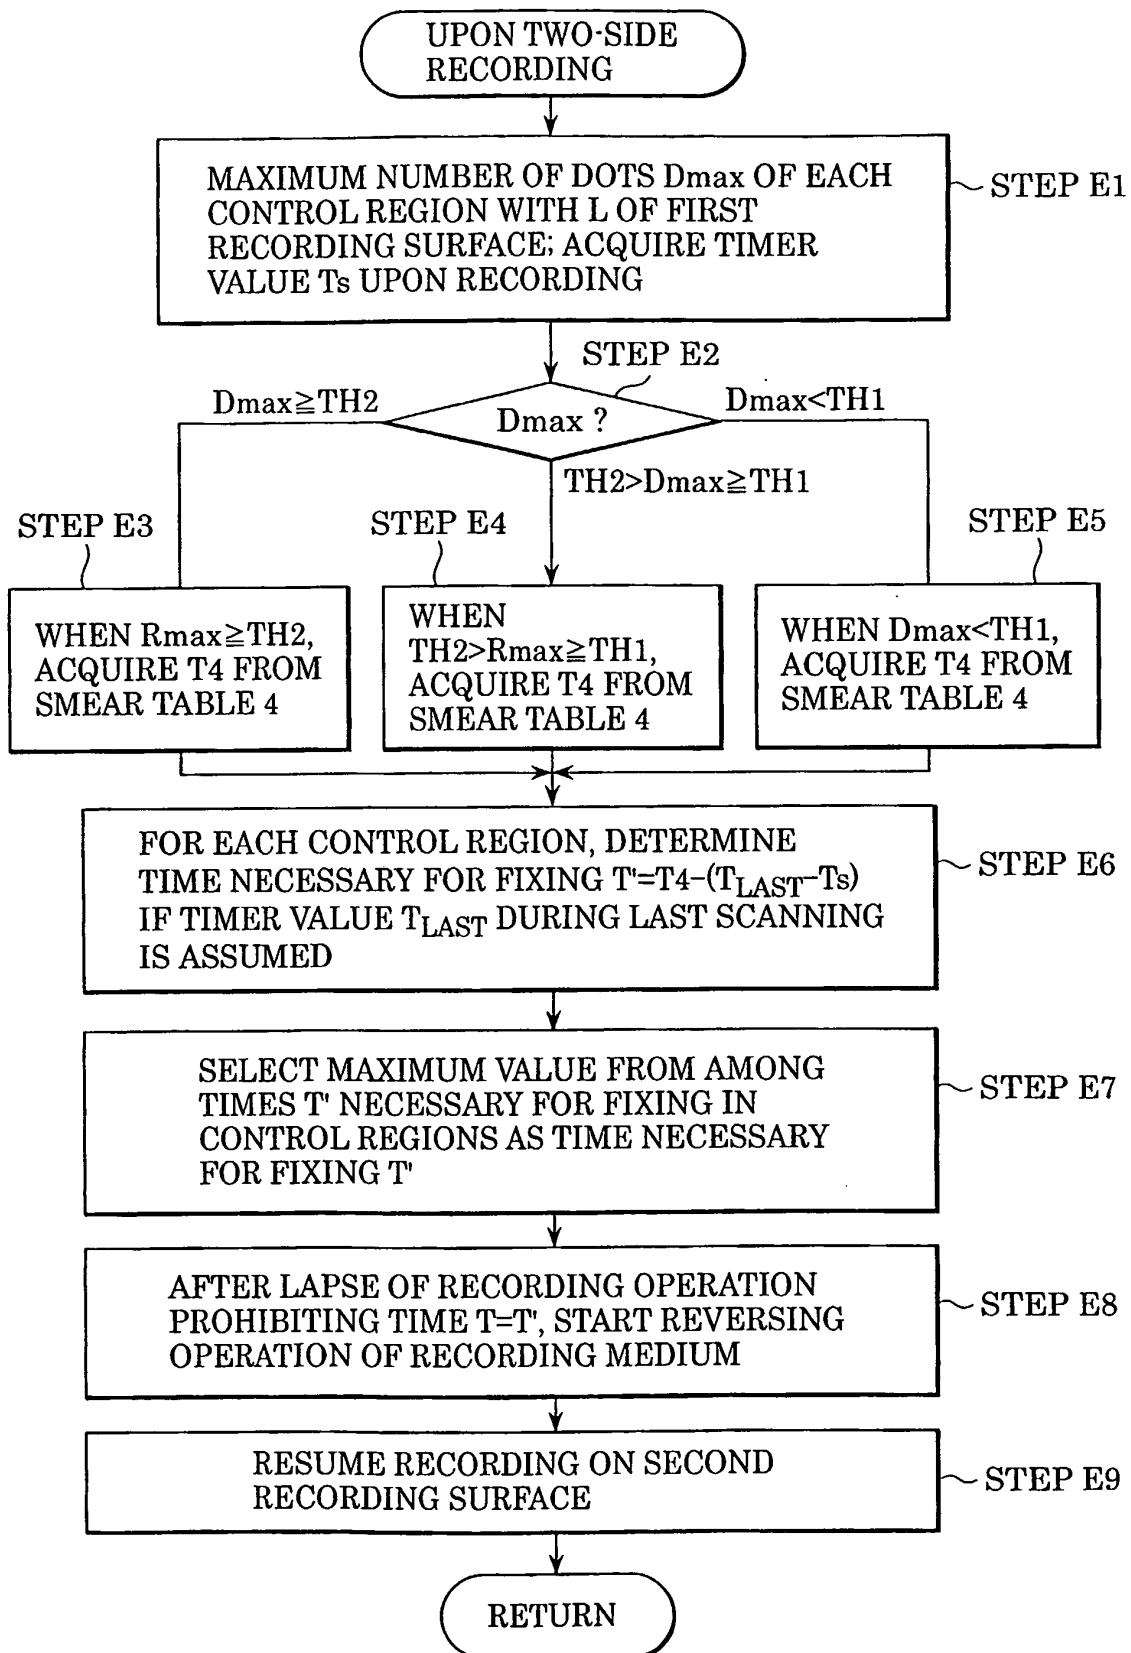 UPON TWO-SIDE
RECORDING
MAXIMUM NUMBER OF DOTS Dmax OF EACH
CONTROL REGION WITH L OF FIRST
RECORDING SURFACE; ACQUIRE TIMER
VALUE Ts UPON RECORDING
STEP E1
STEP E2
Dmax≧TH2
Dmax ?
Dmax<TH1
TH2>Dmax≧TH1
STEP E3
STEP E4
STEP E5
WHEN Rmax≧TH2,
ACQUIRE T4 FROM
SMEAR TABLE 4
WHEN
TH2>Rmax≧TH1,
ACQUIRE T4 FROM
SMEAR TABLE 4
WHEN Dmax<TH1,
ACQUIRE T4 FROM
SMEAR TABLE 4
FOR EACH CONTROL REGION, DETERMINE
TIME NECESSARY FOR FIXING T'=T4-(TLAST-Ts)
IF TIMER VALUE TLAST DURING LAST SCANNING
IS ASSUMED
STEP E6
SELECT MAXIMUM VALUE FROM AMONG
TIMES T' NECESSARY FOR FIXING IN
CONTROL REGIONS AS TIME NECESSARY
FOR FIXING T'
STEP E7
AFTER LAPSE OF RECORDING OPERATION
PROHIBITING TIME T=T', START REVERSING
OPERATION OF RECORDING MEDIUM
STEP E8
RESUME RECORDING ON SECOND
RECORDING SURFACE
STEP E9
RETURN